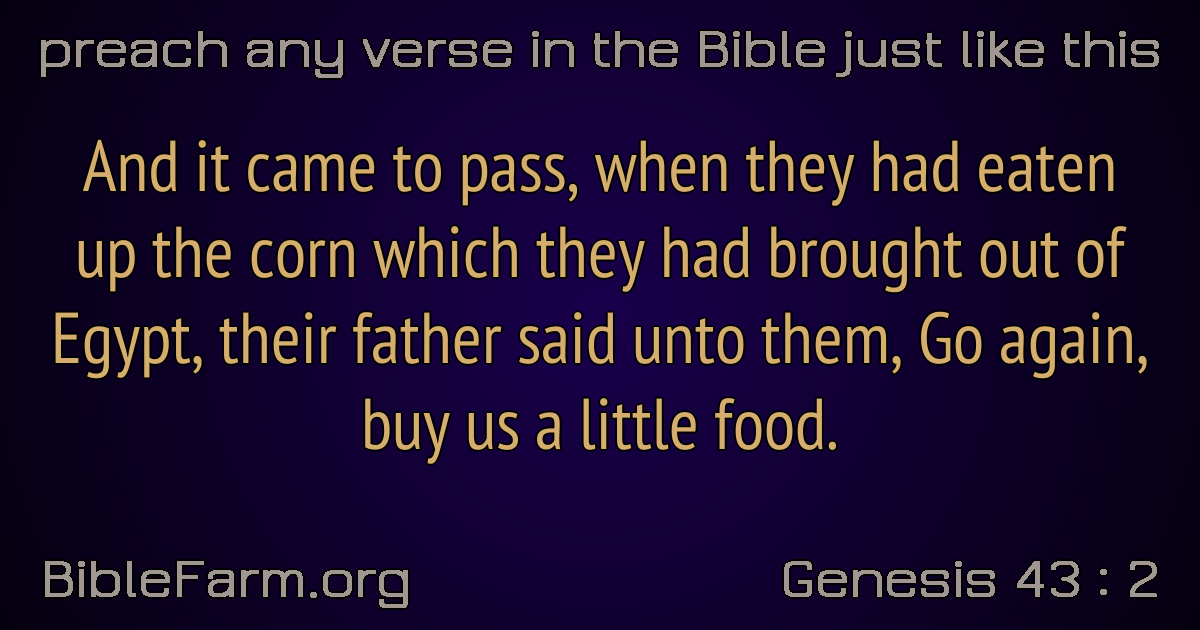 preach any verse in the Bible just like this
And it came to pass, when they had eaten
up the corn which they had brought out of
Egypt, their father said unto them, Go again,
buy us a little food.
BibleFarm.org
Genesis 43 : 2